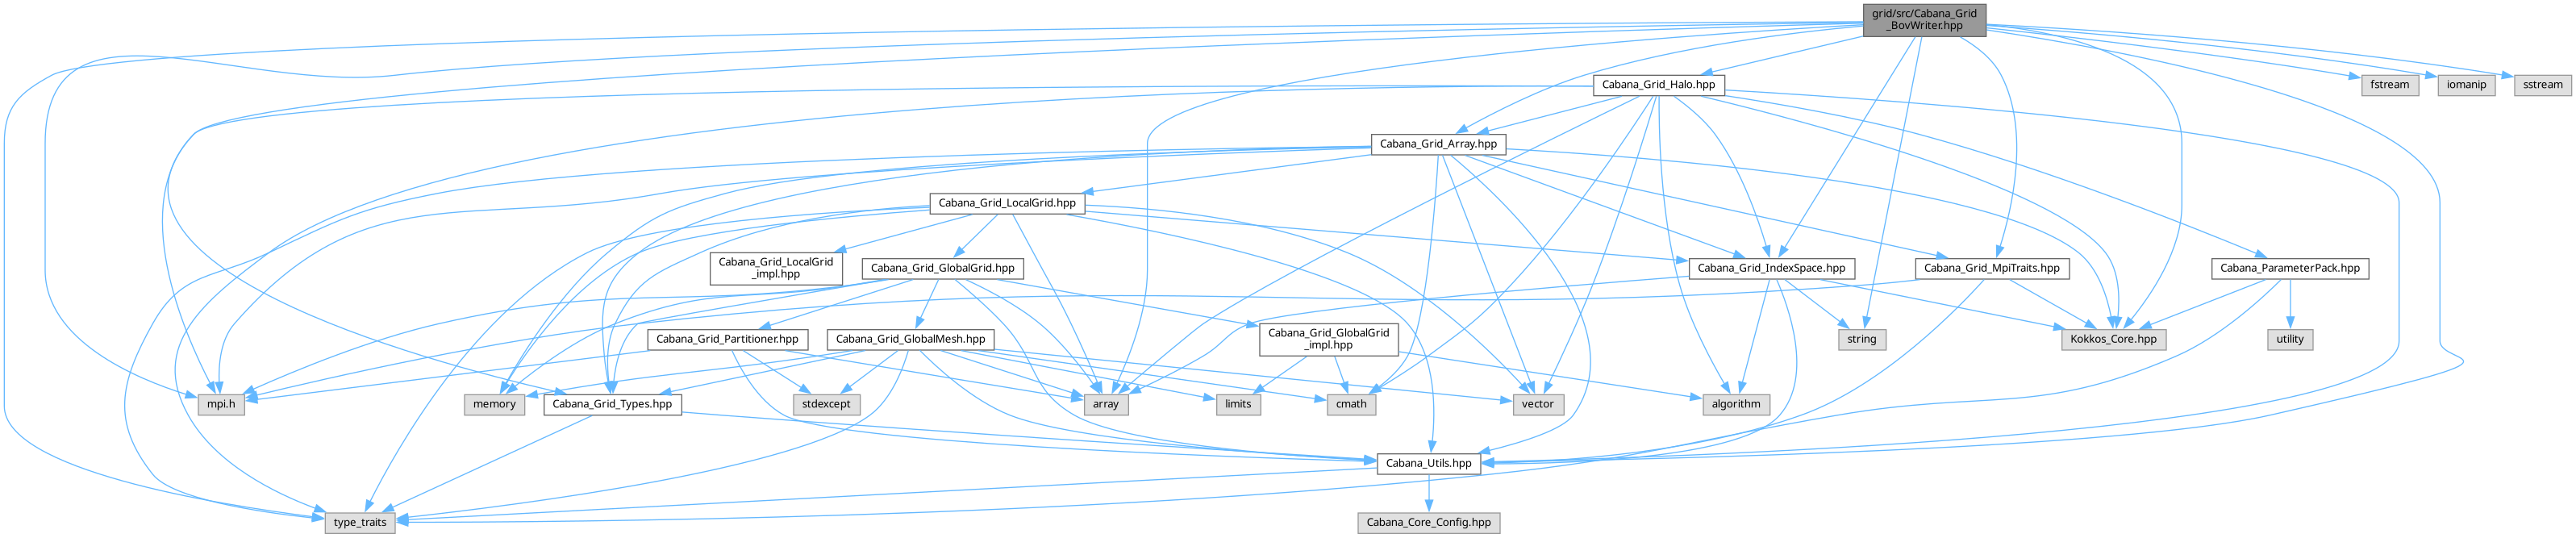 grid/src/Cabana_Grid
_BovWriter.hpp
Cabana_Grid_Halo.hpp
fstream
iomanip
sstream
Cabana_Grid_Array.hpp
Cabana_Grid_LocalGrid.hpp
Cabana_Grid_LocalGrid
_impl.hpp
Cabana_Grid_GlobalGrid.hpp
Cabana_Grid_IndexSpace.hpp
Cabana_Grid_MpiTraits.hpp
Cabana_ParameterPack.hpp
Cabana_Grid_Partitioner.hpp
Cabana_Grid_GlobalMesh.hpp
Cabana_Grid_GlobalGrid
_impl.hpp
string
Kokkos_Core.hpp
utility
mpi.h
memory
Cabana_Grid_Types.hpp
stdexcept
array
limits
cmath
vector
algorithm
Cabana_Utils.hpp
type_traits
Cabana_Core_Config.hpp